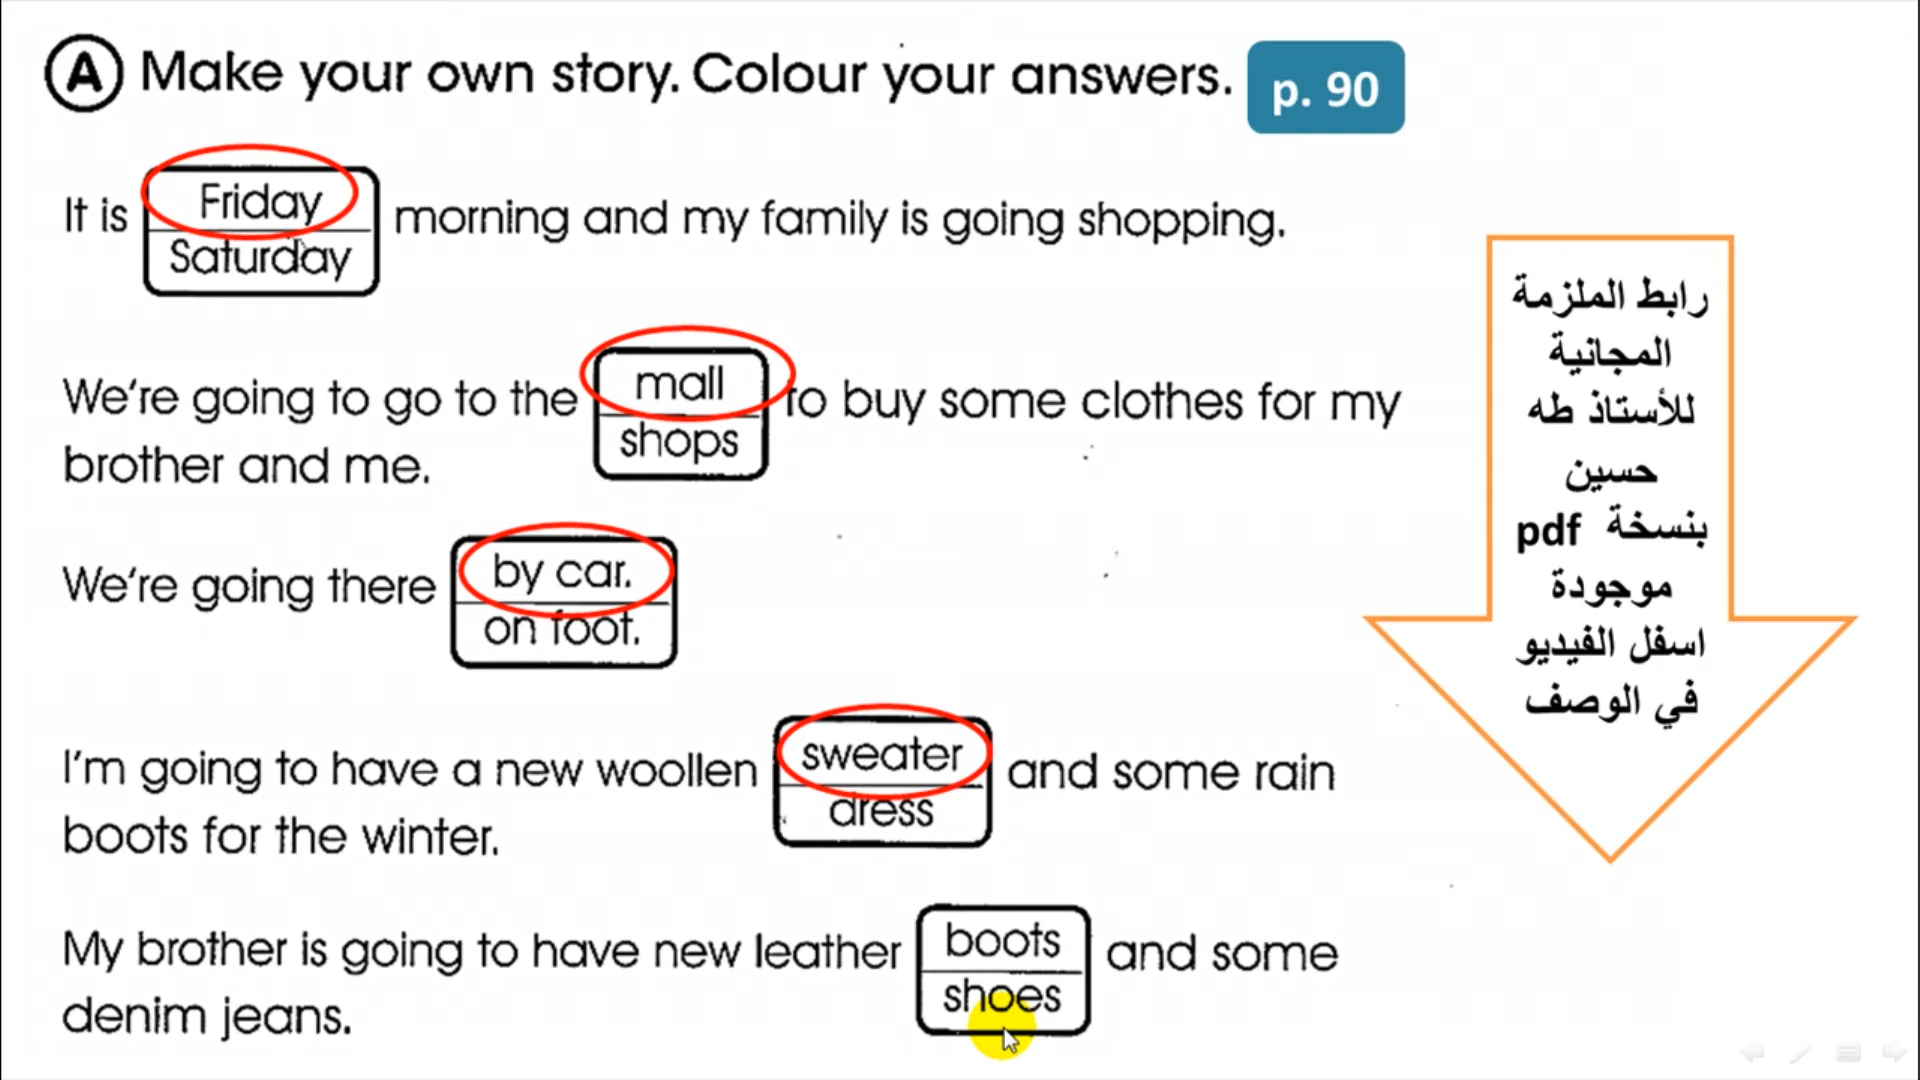 A Make your own story. Colour your answers. p. 90
It is Friday morning and my family is going shopping.
Saturday
We're going to go to the mall to buy some clothes for my
shops
brother and me.
We're going there by car.
on foot.
I'm going to have a new woollen sweater and some rain
dress
boots for the winter.
My brother is going to have new leather boots and some
shoes
denim jeans.
رابط الملزمة
المجانية
للأستاذ طه
حسين
بنسخة pdf
موجودة
اسفل الفيديو
في الوصف